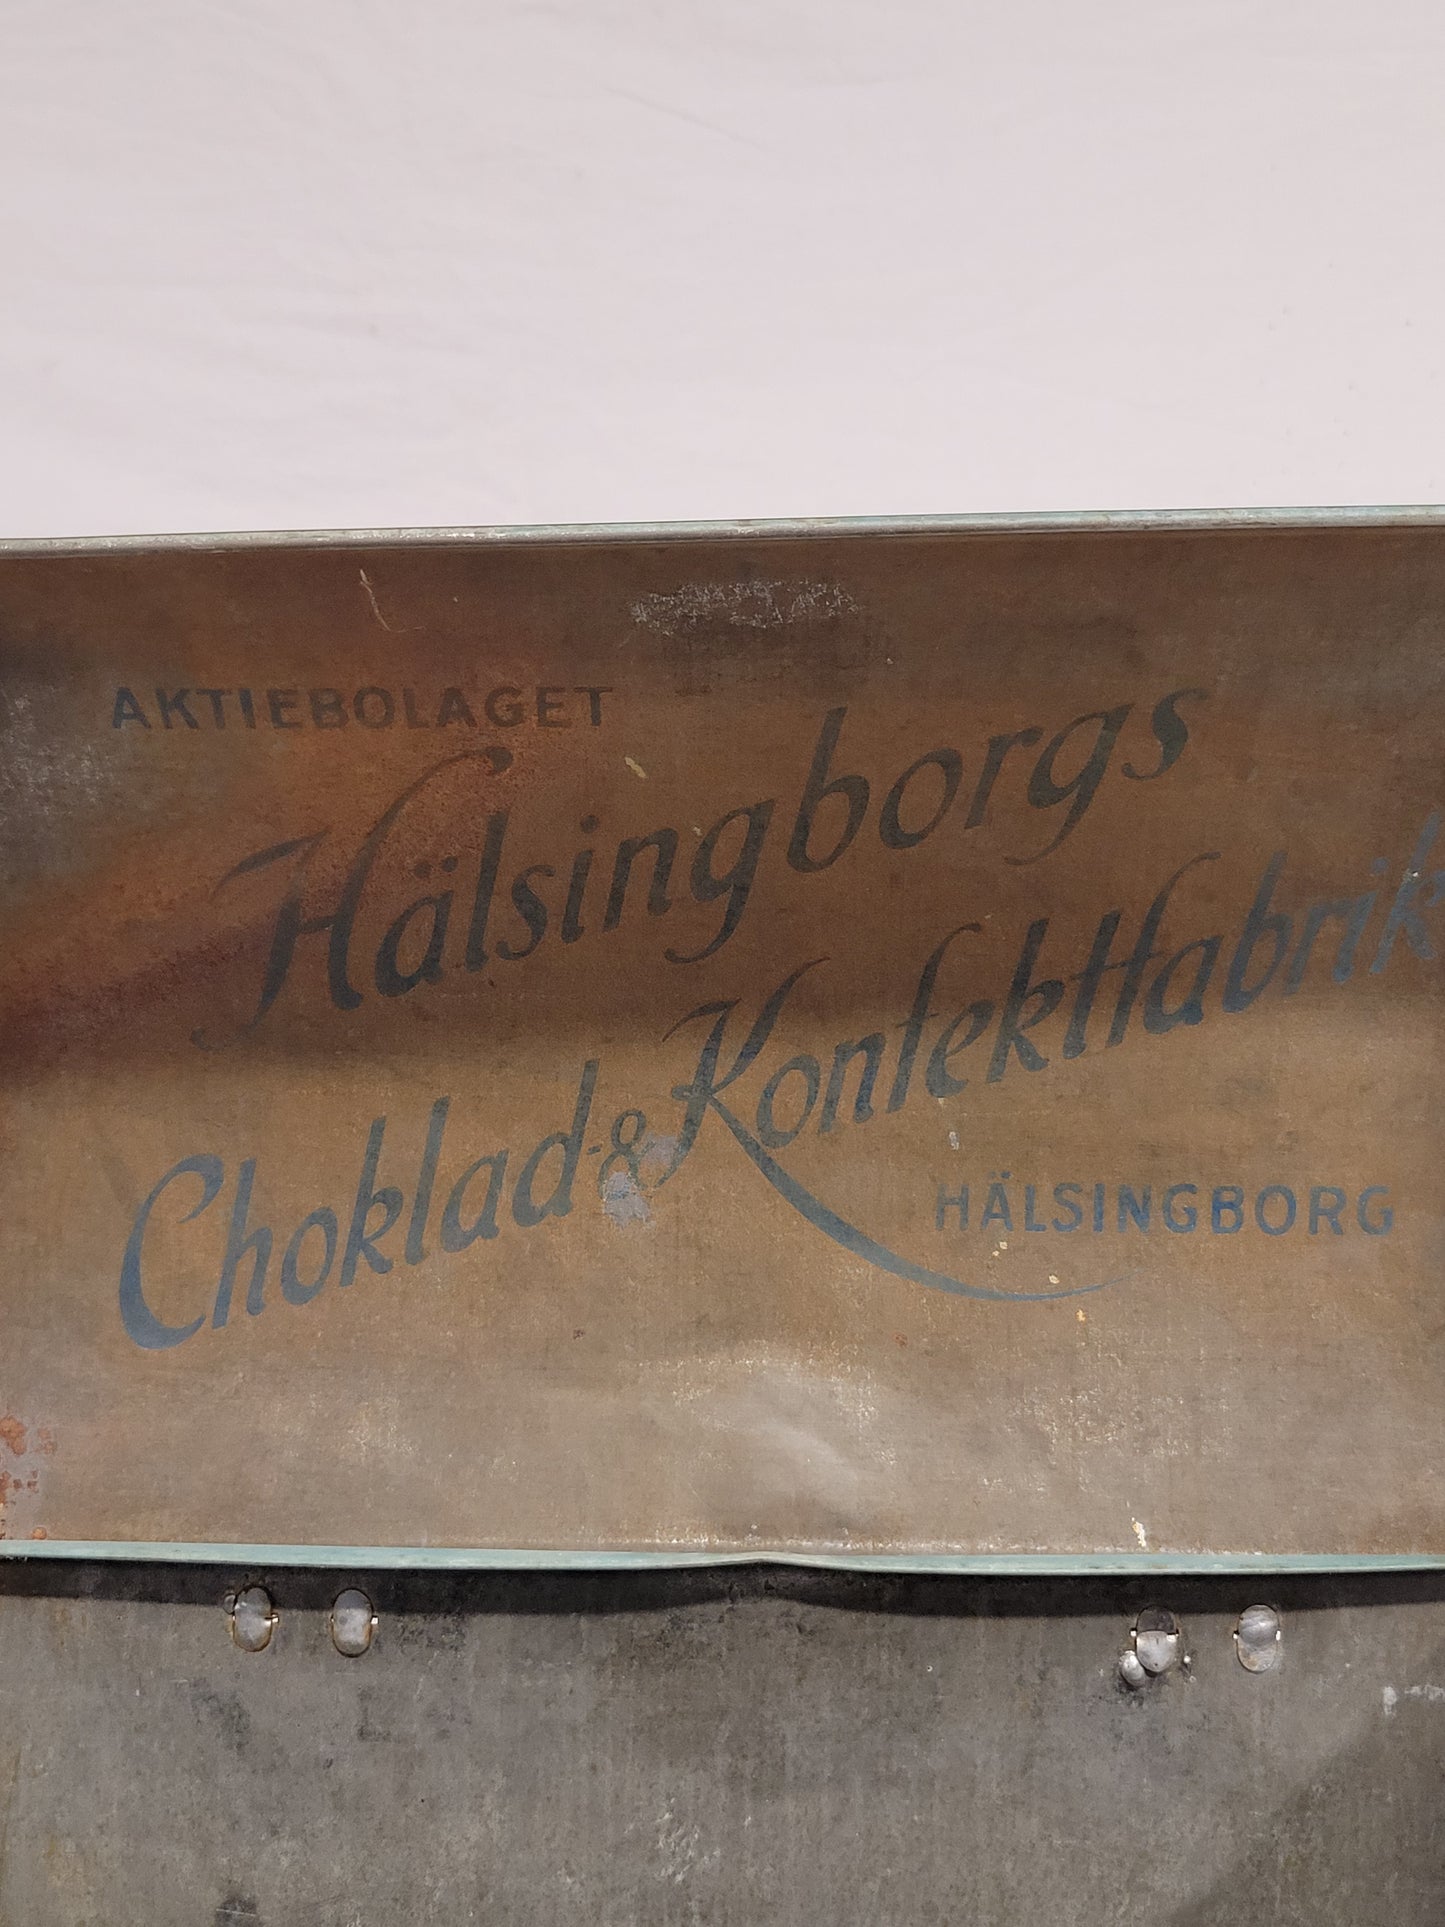 AKTIEBOLAGET
Hälsingborgs
Choklad-& Konfektfabrik
HÄLSINGBORG